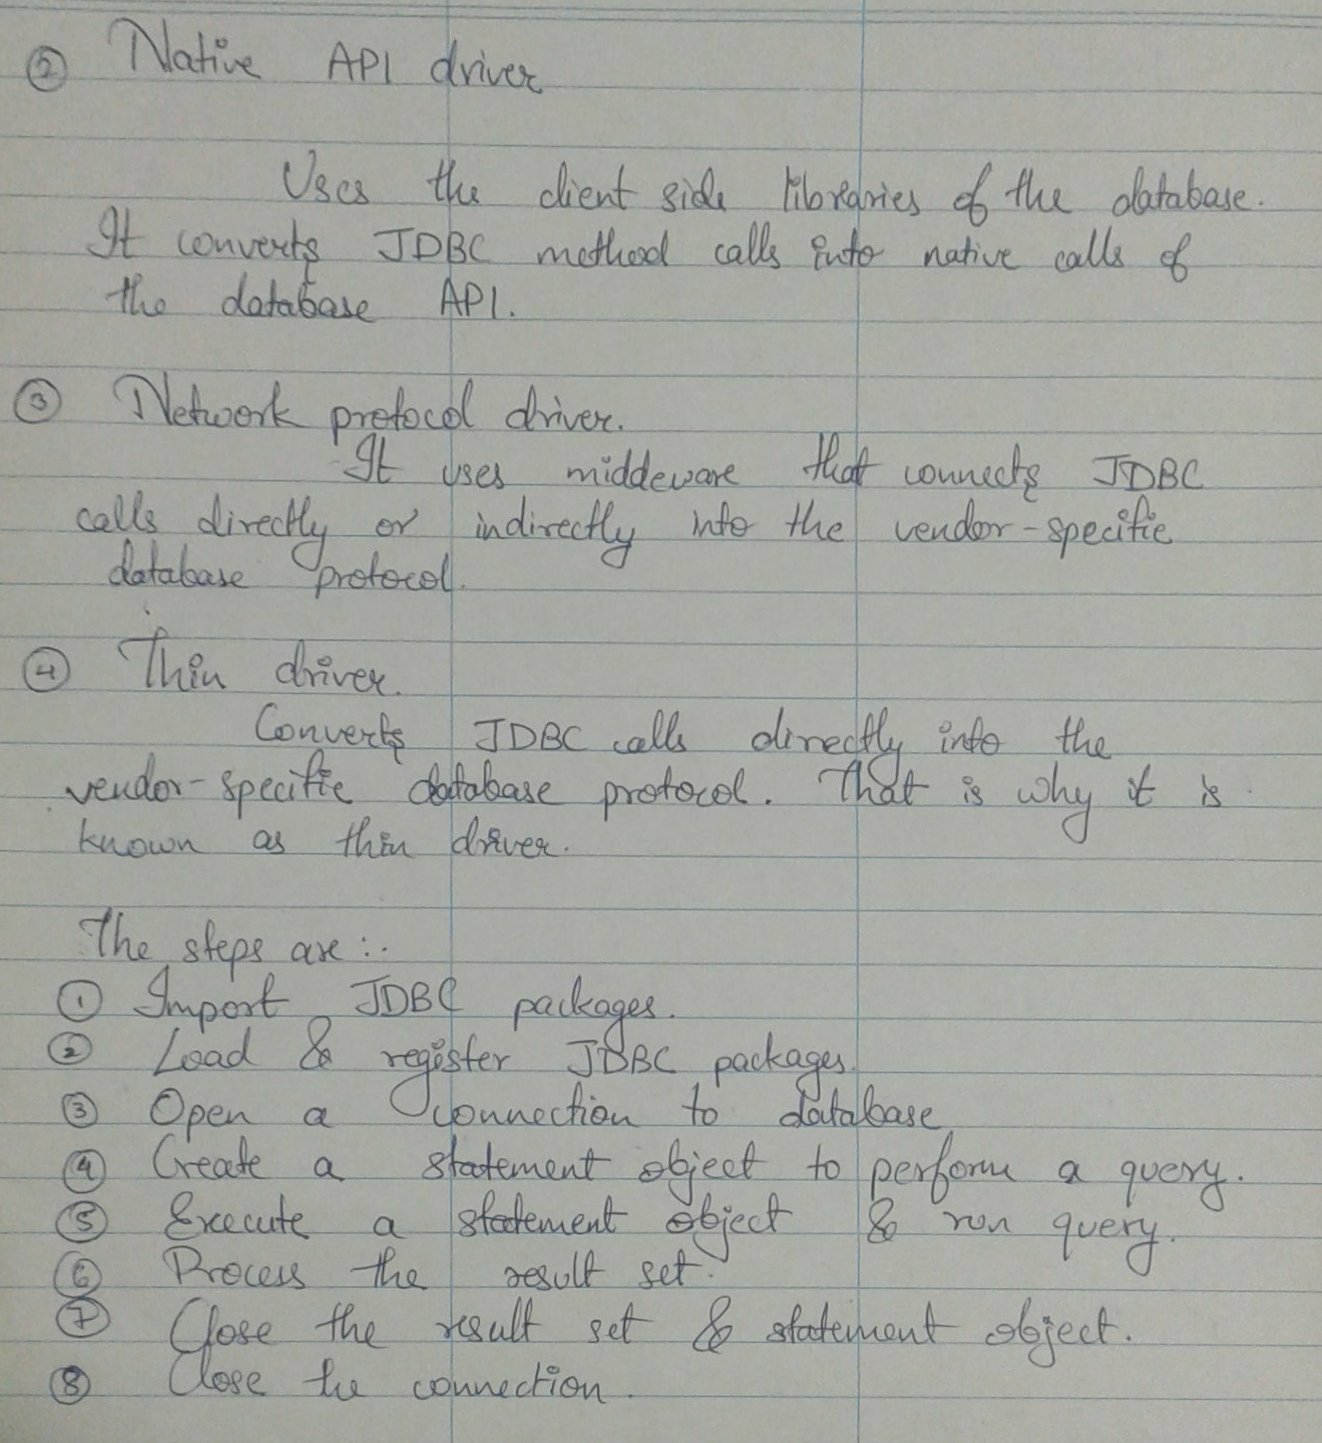 ② Native API driver
Uses the client side libraries of the database.
It converts JDBC method calls into native calls of
the database API.
③ Network protocol driver.
It uses middeware that connects JDBC
calls directly or indirectly into the vendor-specific
database protocol.
④ Thin driver.
Converts JDBC calls directly into the
vendor-specific database protocol. That is why it is
known as thin driver.
The steps are :-
① Import JDBC packages.
② Load & register JDBC packages.
③ Open a connection to database
④ Create a statement object to perform a query.
⑤ Execute a statement object & run query.
⑥ Process the result set.
⑦ Close the result set & statement object.
⑧ Close the connection.